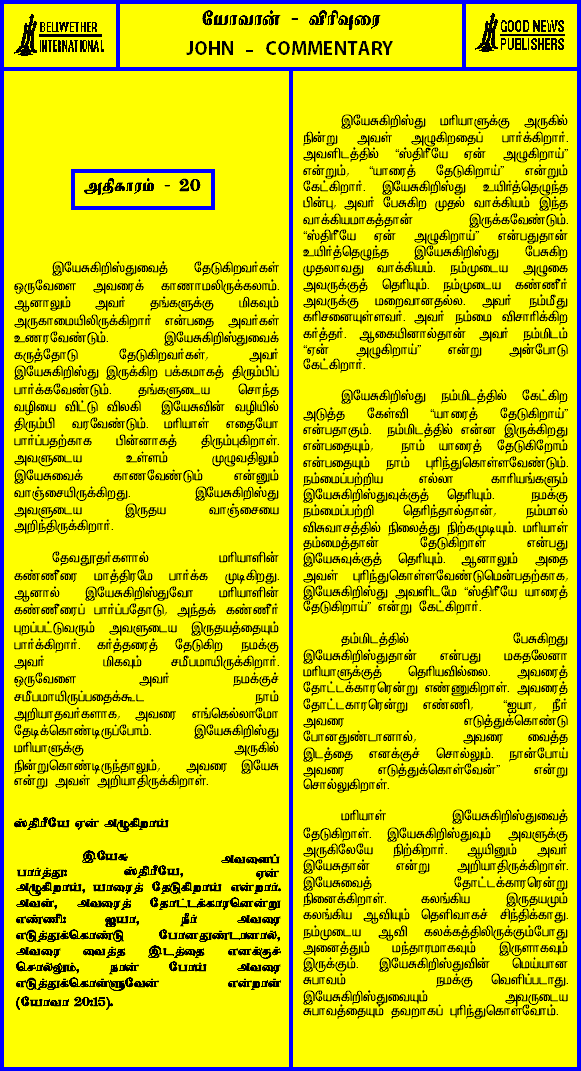 BELLWETHER
INTERNATIONAL
யோவான் - விரிவுரை
JOHN - COMMENTARY
GOOD NEWS
PUBLISHERS
அதிகாரம் - 20
இயேசுகிறிஸ்துவைத் தேடுகிறவர்கள்
ஒருவேளை அவரைக் காணாமலிருக்கலாம்.
ஆனாலும் அவர் தங்களுக்கு மிகவும்
அருகாமையிலிருக்கிறார் என்பதை அவர்கள்
உணரவேண்டும். இயேசுகிறிஸ்துவைக்
கருத்தோடு தேடுகிறவர்கள், அவர்
இயேசுகிறிஸ்து இருக்கிற பக்கமாகத் திரும்பிப்
பார்க்கவேண்டும். தங்களுடைய சொந்த
வழியை விட்டு விலகி இயேசுவின் வழியில்
திரும்பி வரவேண்டும். மரியாள் எதையோ
பார்ப்பதற்காக பின்னாகத் திரும்புகிறாள்.
அவளுடைய உள்ளம் முழுவதிலும்
இயேசுவைக் காணவேண்டும் என்னும்
வாஞ்சையிருக்கிறது. இயேசுகிறிஸ்து
அவளுடைய இருதய வாஞ்சையை
அறிந்திருக்கிறார்.
தேவதூதர்களால் மரியாளின்
கண்ணீரை மாத்திரமே பார்க்க முடிகிறது.
ஆனால் இயேசுகிறிஸ்துவோ மரியாளின்
கண்ணீரைப் பார்ப்பதோடு, அந்தக் கண்ணீர்
புறப்பட்டுவரும் அவளுடைய இருதயத்தையும்
பார்க்கிறார். கர்த்தரைத் தேடுகிற நமக்கு
அவர் மிகவும் சமீபமாயிருக்கிறார்.
ஒருவேளை அவர் நமக்குச்
சமீபமாயிருப்பதைக்கூட நாம்
அறியாதவர்களாக, அவரை எங்கெல்லாமோ
தேடிக்கொண்டிருப்போம். இயேசுகிறிஸ்து
மரியாளுக்கு அருகில்
நின்றுகொண்டிருந்தாலும், அவரை இயேசு
என்று அவள் அறியாதிருக்கிறாள்.
ஸ்திரீயே ஏன் அழுகிறாய்
இயேசு அவளைப்
பார்த்து: ஸ்திரீயே, ஏன்
அழுகிறாய், யாரைத் தேடுகிறாய் என்றார்.
அவள், அவரைத் தோட்டக்காரனென்று
எண்ணி: ஐயா, நீர் அவரை
எடுத்துக்கொண்டு போனதுண்டானால்,
அவரை வைத்த இடத்தை எனக்குச்
சொல்லும், நான் போய் அவரை
எடுத்துக்கொள்ளுவேன் என்றாள்
(யோவா 20:15).
இயேசுகிறிஸ்து மரியாளுக்கு அருகில்
நின்று அவள் அழுகிறதைப் பார்க்கிறார்.
அவளிடத்தில் “ஸ்திரீயே ஏன் அழுகிறாய்”
என்றும், “யாரைத் தேடுகிறாய்” என்றும்
கேட்கிறார். இயேசுகிறிஸ்து உயிர்த்தெழுந்த
பின்பு, அவர் பேசுகிற முதல் வாக்கியம் இந்த
வாக்கியமாகத்தான் இருக்கவேண்டும்.
“ஸ்திரீயே ஏன் அழுகிறாய்” என்பதுதான்
உயிர்த்தெழுந்த இயேசுகிறிஸ்து பேசுகிற
முதலாவது வாக்கியம். நம்முடைய அழுகை
அவருக்குத் தெரியும். நம்முடைய கண்ணீர்
அவருக்கு மறைவானதல்ல. அவர் நம்மீது
கரிசனையுள்ளவர். அவர் நம்மை விசாரிக்கிற
கர்த்தர். ஆகையினால்தான் அவர் நம்மிடம்
“ஏன் அழுகிறாய்” என்று அன்போடு
கேட்கிறார்.
இயேசுகிறிஸ்து நம்மிடத்தில் கேட்கிற
அடுத்த கேள்வி “யாரைத் தேடுகிறாய்”
என்பதாகும். நம்மிடத்தில் என்ன இருக்கிறது
என்பதையும், நாம் யாரைத் தேடுகிறோம்
என்பதையும் நாம் புரிந்துகொள்ளவேண்டும்.
நம்மைப்பற்றிய எல்லா காரியங்களும்
இயேசுகிறிஸ்துவுக்குத் தெரியும். நமக்கு
நம்மைப்பற்றி தெரிந்தால்தான், நம்மால்
விசுவாசத்தில் நிலைத்து நிற்கமுடியும். மரியாள்
தம்மைத்தான் தேடுகிறாள் என்பது
இயேசுவுக்குத் தெரியும். ஆனாலும் அதை
அவள் புரிந்துகொள்ளவேண்டுமென்பதற்காக,
இயேசுகிறிஸ்து அவளிடமே “ஸ்திரீயே யாரைத்
தேடுகிறாய்” என்று கேட்கிறார்.
தம்மிடத்தில் பேசுகிறது
இயேசுகிறிஸ்துதான் என்பது மகதலேனா
மரியாளுக்குத் தெரியவில்லை. அவரைத்
தோட்டக்காரரென்று எண்ணுகிறாள். அவரைத்
தோட்டகாரரென்று எண்ணி, “ஐயா, நீர்
அவரை எடுத்துக்கொண்டு
போனதுண்டானால், அவரை வைத்த
இடத்தை எனக்குச் சொல்லும். நான்போய்
அவரை எடுத்துக்கொள்வேன்” என்று
சொல்லுகிறாள்.
மரியாள் இயேசுகிறிஸ்துவைத்
தேடுகிறாள். இயேசுகிறிஸ்துவும் அவளுக்கு
அருகிலேயே நிற்கிறார். ஆயினும் அவர்
இயேசுதான் என்று அறியாதிருக்கிறாள்.
இயேசுவைத் தோட்டக்காரரென்று
நினைக்கிறாள். கலங்கிய இருதயமும்
கலங்கிய ஆவியும் தெளிவாகச் சிந்திக்காது.
நம்முடைய ஆவி கலக்கத்திலிருக்கும்போது
அனைத்தும் மந்தாரமாகவும் இருளாகவும்
இருக்கும். இயேசுகிறிஸ்துவின் மெய்யான
சுபாவம் நமக்கு வெளிப்படாது.
இயேசுகிறிஸ்துவையும் அவருடைய
சுபாவத்தையும் தவறாகப் புரிந்துகொள்வோம்.